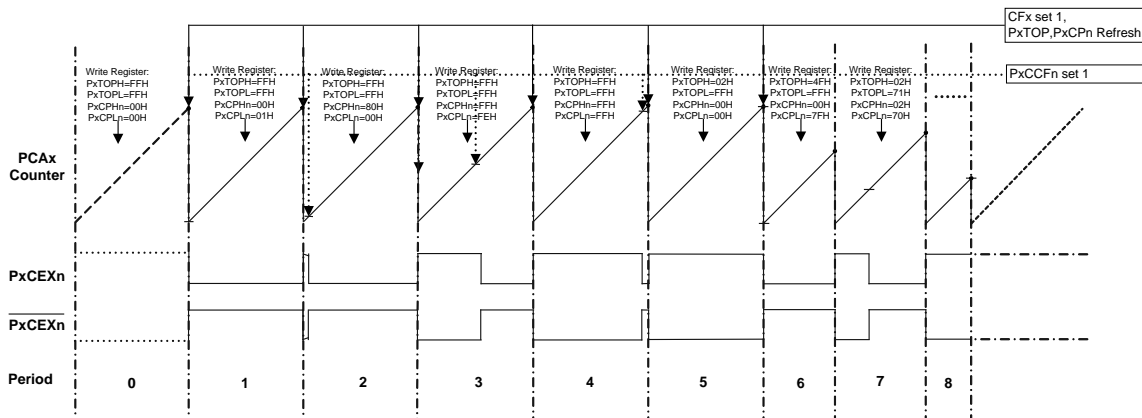 CFx set 1,
PxTOP,PxCPn Refresh
PxCCFn set 1
Write Register:
PxTOPH=FFH
PxTOPL=FFH
PxCPHn=00H
PxCPLn=00H
Write Register:
PxTOPH=FFH
PxTOPL=FFH
PxCPHn=00H
PxCPLn=01H
Write Register:
PxTOPH=FFH
PxTOPL=FFH
PxCPHn=80H
PxCPLn=00H
Write Register:
PxTOPH=FFH
PxTOPL=FFH
PxCPHn=FFH
PxCPLn=FEH
Write Register:
PxTOPH=FFH
PxTOPL=FFH
PxCPHn=FFH
PxCPLn=FFH
Write Register:
PxTOPH=02H
PxTOPL=FFH
PxCPHn=00H
PxCPLn=00H
Write Register:
PxTOPH=4FH
PxTOPL=FFH
PxCPHn=00H
PxCPLn=7FH
Write Register:
PxTOPH=02H
PxTOPL=71H
PxCPHn=02H
PxCPLn=70H
PCAx
Counter
PxCEXn
PxCEXn
Period
0 1 2 3 4 5 6 7 8